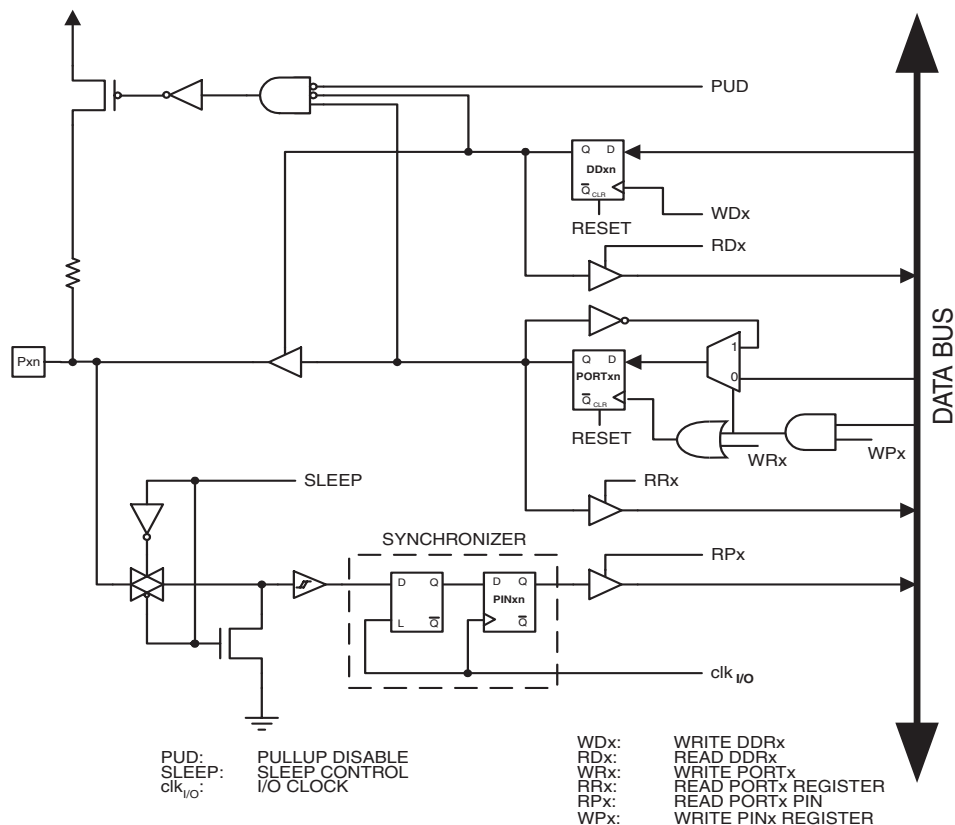 PUD
Q D
DDxn
Q CLR
WDx
RESET
RDx
Pxn
1
Q D
PORTxn
0
Q CLR
RESET
WRx
WPx
SLEEP
RRx
SYNCHRONIZER
RPx
D Q
L Q
D Q
PINxn
Q
clk I/O
DATA BUS
PUD: PULLUP DISABLE
SLEEP: SLEEP CONTROL
clkI/O: I/O CLOCK
WDx: WRITE DDRx
RDx: READ DDRx
WRx: WRITE PORTx
RRx: READ PORTx REGISTER
RPx: READ PORTx PIN
WPx: WRITE PINx REGISTER